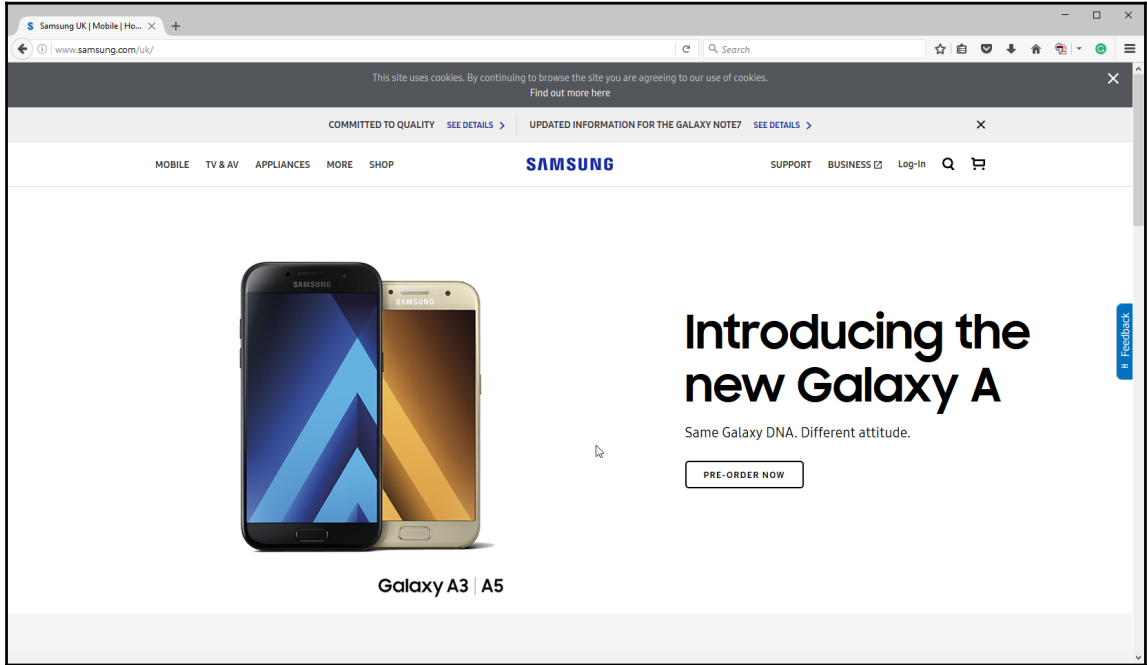 Samsung UK | Mobile | Ho...
www.samsung.com/uk/
Search
This site uses cookies. By continuing to browse the site you are agreeing to our use of cookies.
Find out more here
COMMITTED TO QUALITY SEE DETAILS > UPDATED INFORMATION FOR THE GALAXY NOTE7 SEE DETAILS >
MOBILE TV & AV APPLIANCES MORE SHOP SAMSUNG SUPPORT BUSINESS Log-In
SAMSUNG
SAMSUNG
Introducing the
new Galaxy A
Same Galaxy DNA. Different attitude.
PRE-ORDER NOW
Galaxy A3 | A5
Feedback